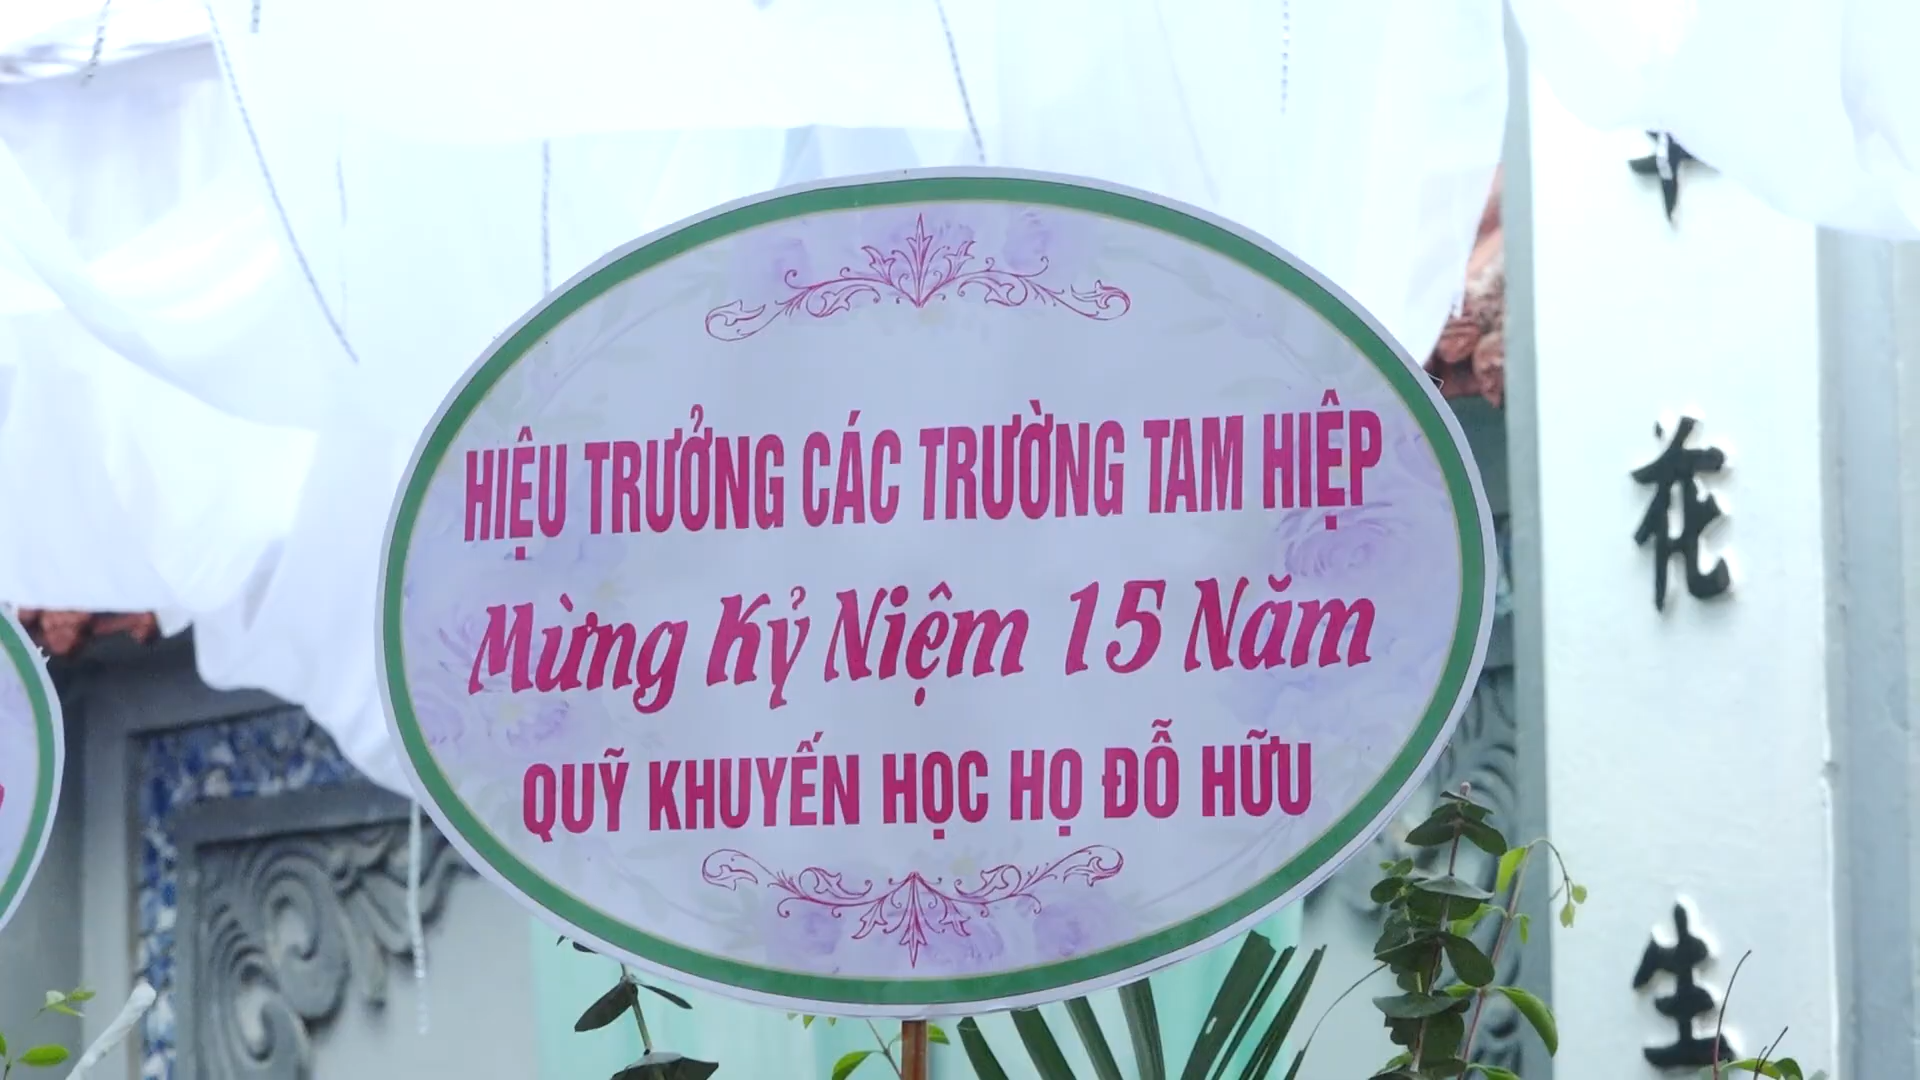 HIỆU TRƯỞNG CÁC TRƯỜNG TAM HIỆP
Mừng Kỷ Niệm 15 Năm
QUỸ KHUYẾN HỌC HỌ ĐỖ HỮU
花
生